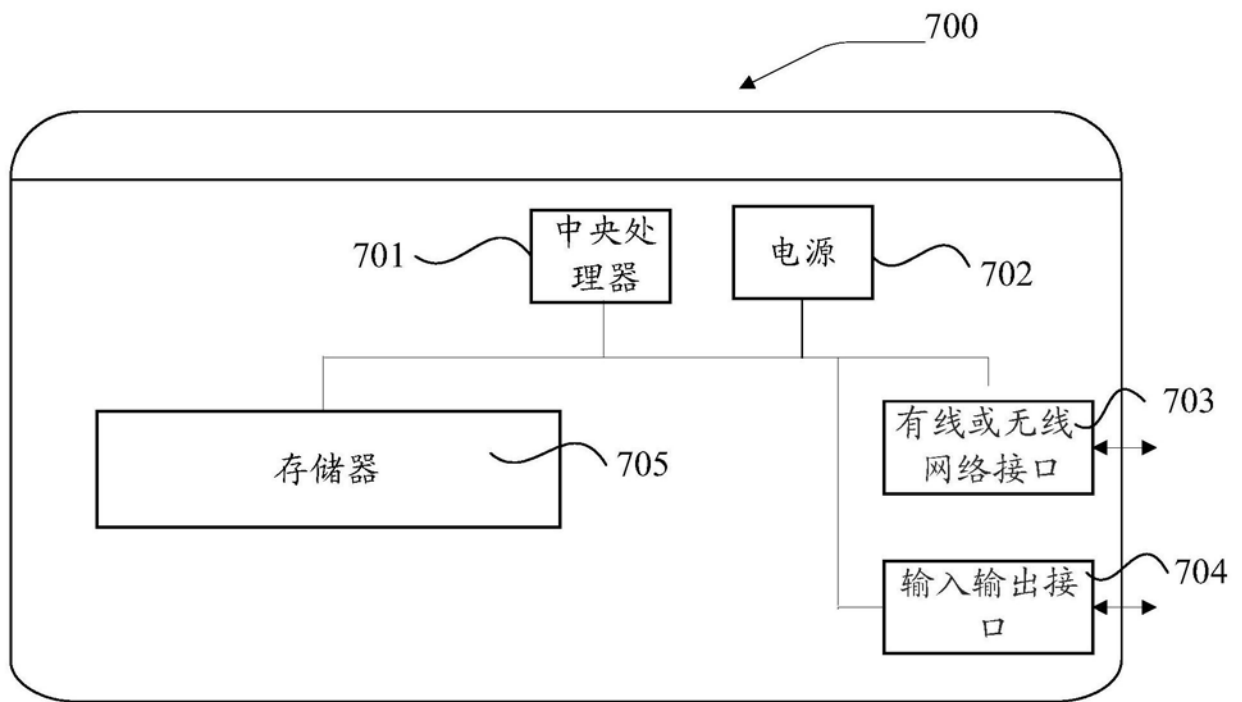 700
中央处
理器
701
电源
702
有线或无线
网络接口
703
存储器
705
输入输出接
口
704